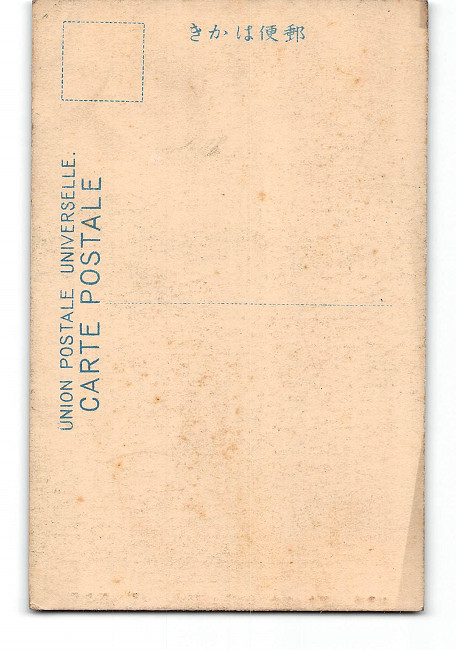 郵便はかき
UNION POSTALE UNIVERSELLE.
CARTE POSTALE